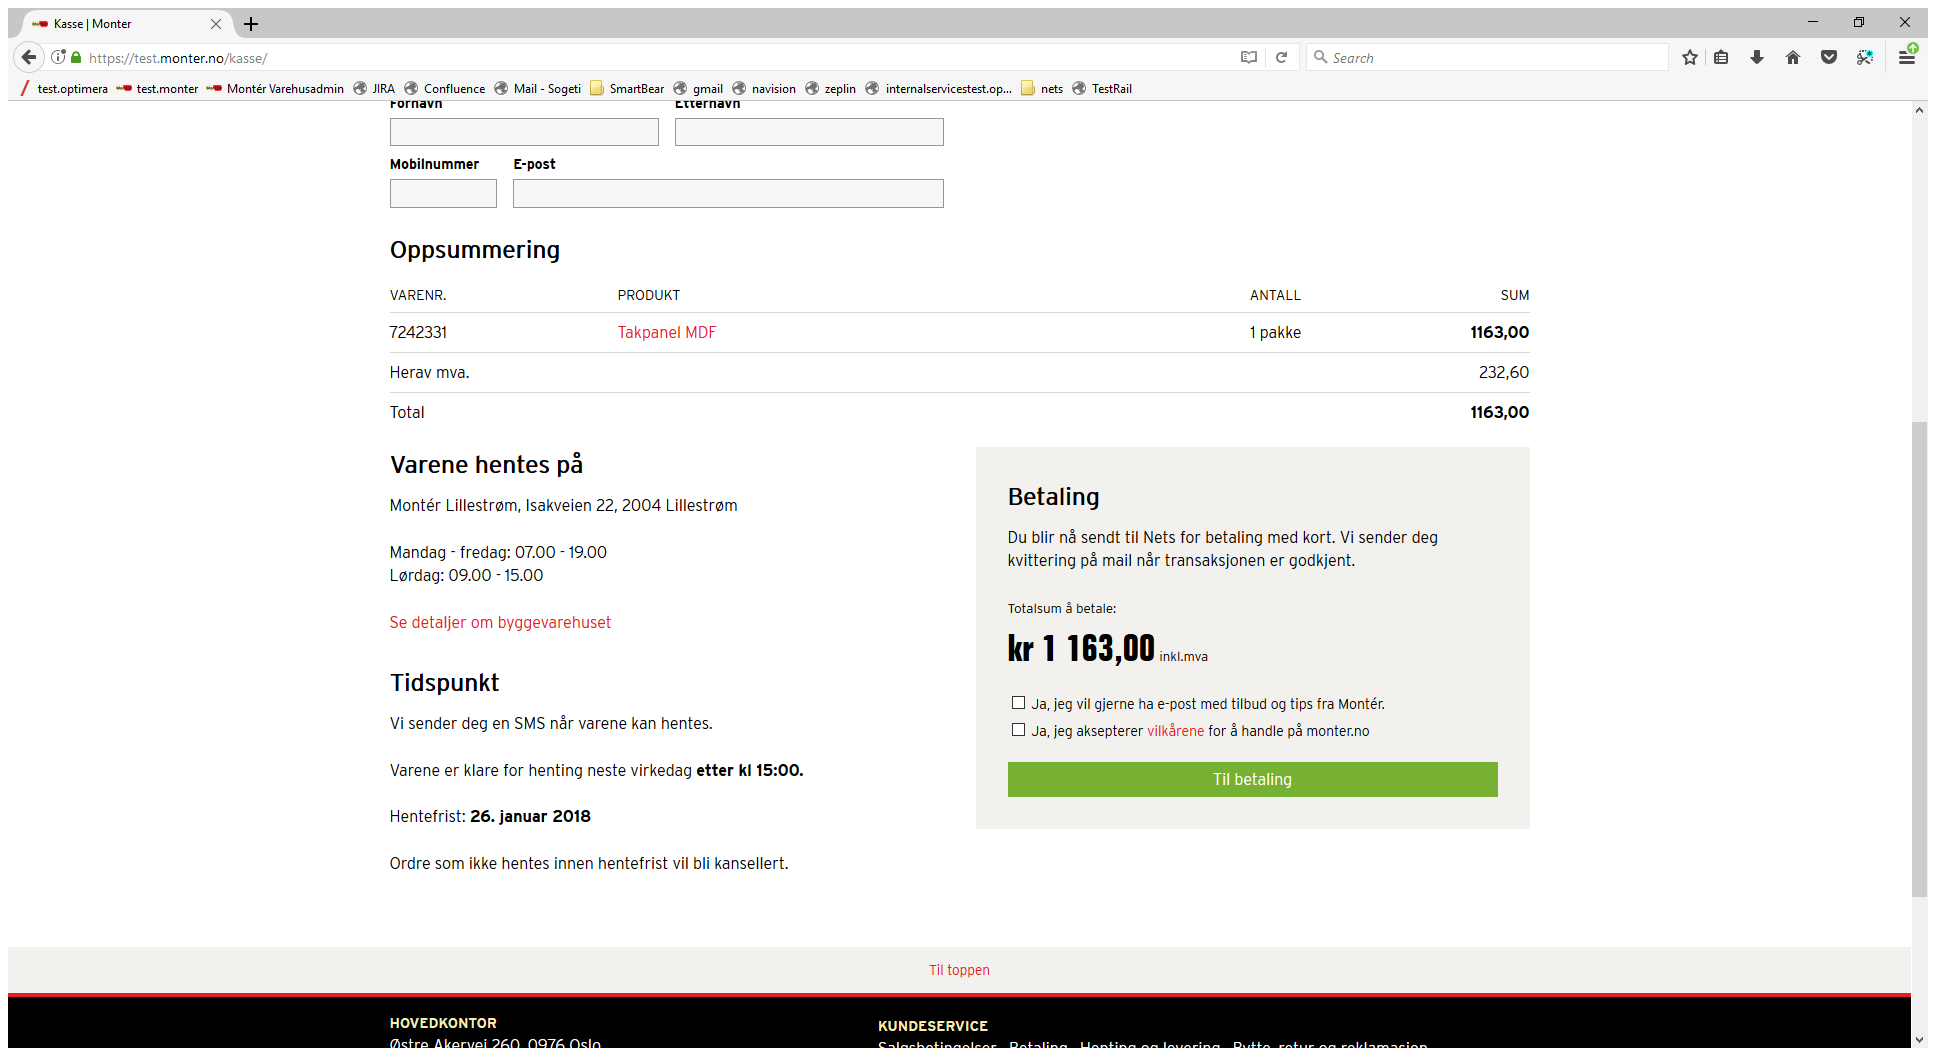 Kasse | Monter
https://test.monter.no/kasse/
Search
test.optimera test.monter Montér Varehusadmin JIRA Confluence Mail - Sogeti SmartBear gmail navision zeplin internalservicestest.op... nets TestRail
Fornavn Etternavn
Mobilnummer E-post
Oppsummering
VARENR. PRODUKT ANTALL SUM
7242331 Takpanel MDF 1 pakke 1163,00
Herav mva. 232,60
Total 1163,00
Varene hentes på
Montér Lillestrøm, Isakveien 22, 2004 Lillestrøm
Mandag - fredag: 07.00 - 19.00
Lørdag: 09.00 - 15.00
Se detaljer om byggevarehuset
Tidspunkt
Vi sender deg en SMS når varene kan hentes.
Varene er klare for henting neste virkedag etter kl 15:00.
Hentefrist: 26. januar 2018
Ordre som ikke hentes innen hentefrist vil bli kansellert.
Betaling
Du blir nå sendt til Nets for betaling med kort. Vi sender deg
kvittering på mail når transaksjonen er godkjent.
Totalsum å betale:
kr 1 163,00 inkl.mva
Ja, jeg vil gjerne ha e-post med tilbud og tips fra Montér.
Ja, jeg aksepterer vilkårene for å handle på monter.no
Til betaling
Til toppen
HOVEDKONTOR
Østre Akervei 260, 0976 Oslo
KUNDESERVICE
Salgsbetingelser Betaling Henting og levering Bytte, retur og reklamasjon